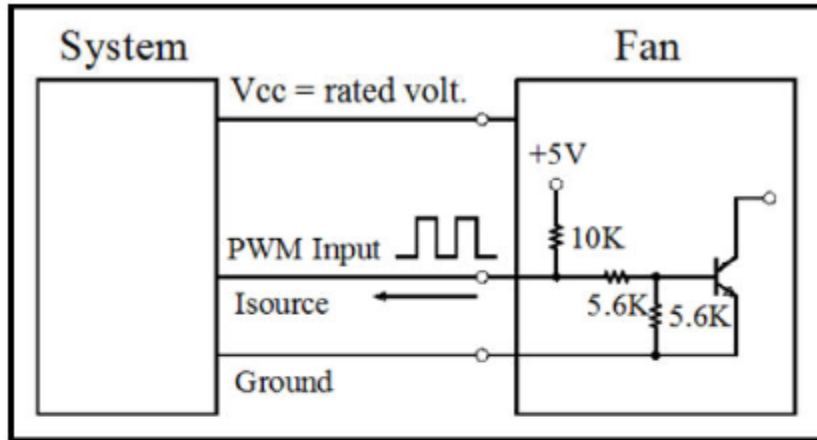 System
Fan
Vcc = rated volt.
+5V
10K
PWM Input
Isource
5.6K
5.6K
Ground